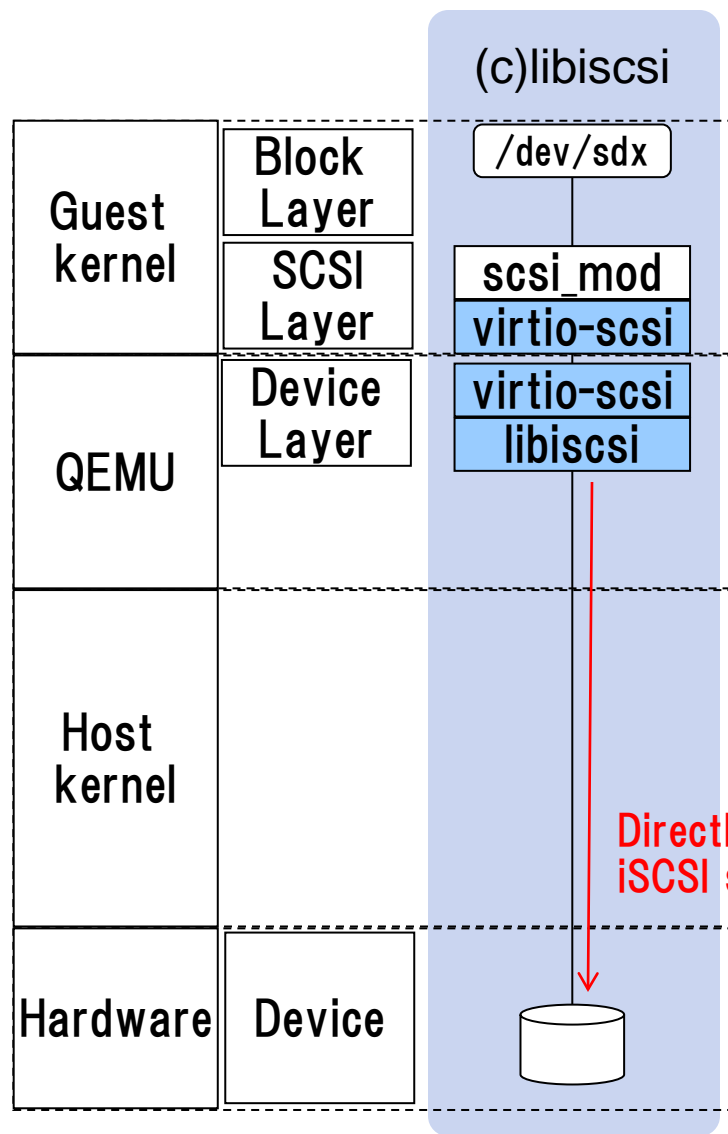 (c)libiscsi
Guest
kernel
Block
Layer
/dev/sdx
SCSI
Layer
scsi_mod
virtio-scsi
QEMU
Device
Layer
virtio-scsi
libiscsi
Host
kernel
iSCSI
Hardware
Device